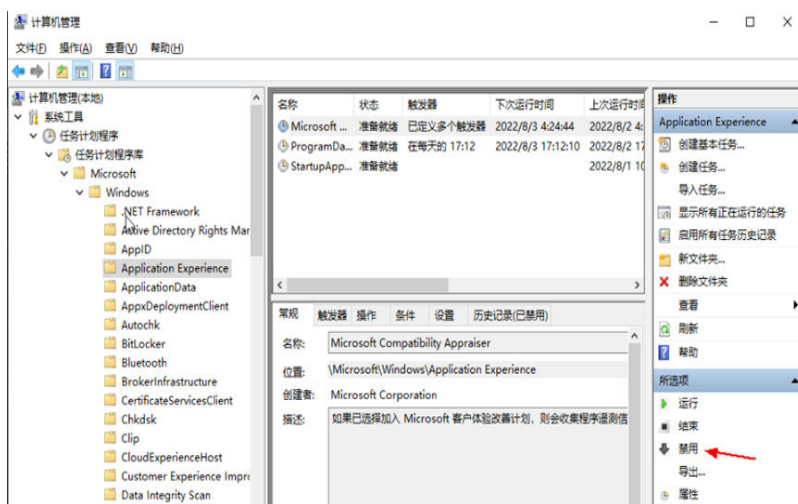 计算机管理
文件(F) 操作(A) 查看(V) 帮助(H)
计算机管理(本地)
系统工具
任务计划程序
任务计划程序库
Microsoft
Windows
.NET Framework
Active Directory Rights Mar
AppID
Application Experience
ApplicationData
AppxDeploymentClient
Autochk
BitLocker
Bluetooth
BrokerInfrastructure
CertificateServicesClient
Chkdsk
Clip
CloudExperienceHost
Customer Experience Impro
Data Integrity Scan
名称 状态 触发器 下次运行时间 上次运行时间
Microsoft ... 准备就绪 已定义多个触发器 2022/8/3 4:24:44 2022/8/2 4:
ProgramDa... 准备就绪 在每天的 17:12 2022/8/3 17:12:10 2022/8/2 17
StartupApp... 准备就绪 2022/8/1 10
常规 触发器 操作 条件 设置 历史记录(已禁用)
名称: Microsoft Compatibility Appraiser
位置: \Microsoft\Windows\Application Experience
创建者: Microsoft Corporation
描述: 如果已选择加入 Microsoft 客户体验改善计划，则会收集程序遥测信
操作
Application Experience
创建基本任务...
创建任务...
导入任务...
显示所有正在运行的任务
启用所有任务历史记录
新文件夹...
删除文件夹
查看
刷新
帮助
所选项
运行
结束
禁用
导出...
属性